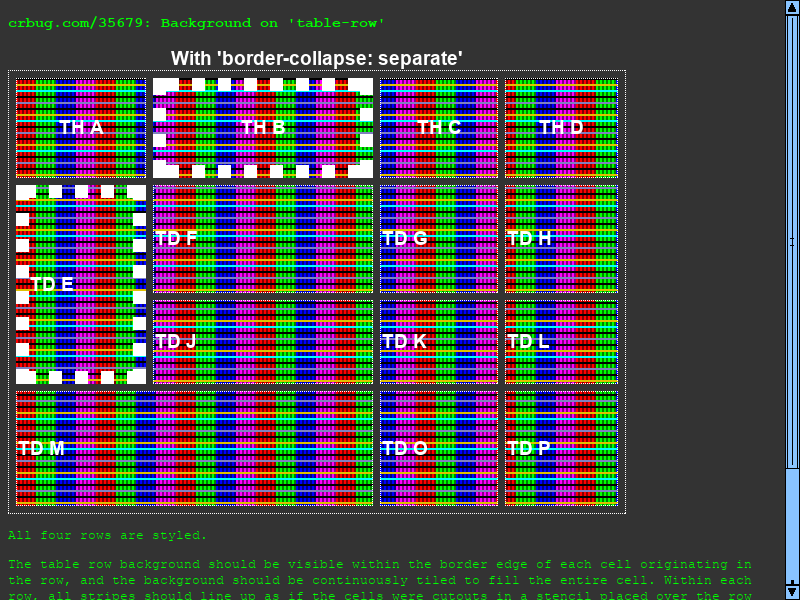 crbug.com/35679: Background on 'table-row'
With 'border-collapse: separate'
TH A TH B TH C TH D
TD E TD F TD G TD H
TD J TD K TD L
TD M TD O TD P
All four rows are styled.
The table row background should be visible within the border edge of each cell originating in
the row, and the background should be continuously tiled to fill the entire cell. Within each
row, all stripes should line up as if the cells were cutouts in a stencil placed over the row